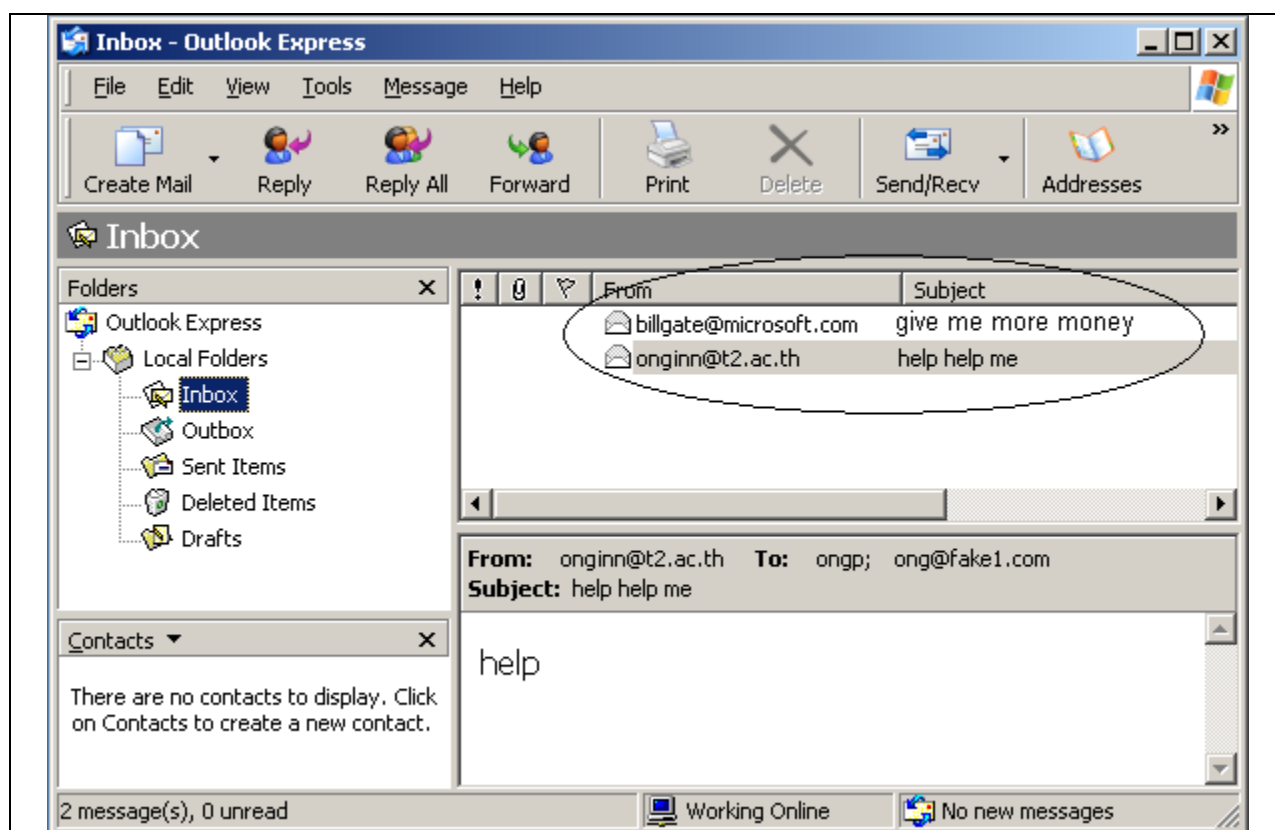 Inbox - Outlook Express
File Edit View Tools Message Help
Create Mail Reply Reply All Forward Print Delete Send/Recv Addresses »
Inbox
Folders
Outlook Express
Local Folders
Inbox
Outbox
Sent Items
Deleted Items
Drafts
Contacts
There are no contacts to display. Click
on Contacts to create a new contact.
! From Subject
billgate@microsoft.com give me more money
onginn@t2.ac.th help help me
From: onginn@t2.ac.th To: ongp; ong@fake1.com
Subject: help help me
help
2 message(s), 0 unread Working Online No new messages